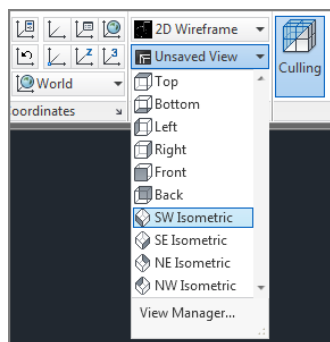 2D Wireframe
Unsaved View
Culling
World
oordinates
Top
Bottom
Left
Right
Front
Back
SW Isometric
SE Isometric
NE Isometric
NW Isometric
View Manager...